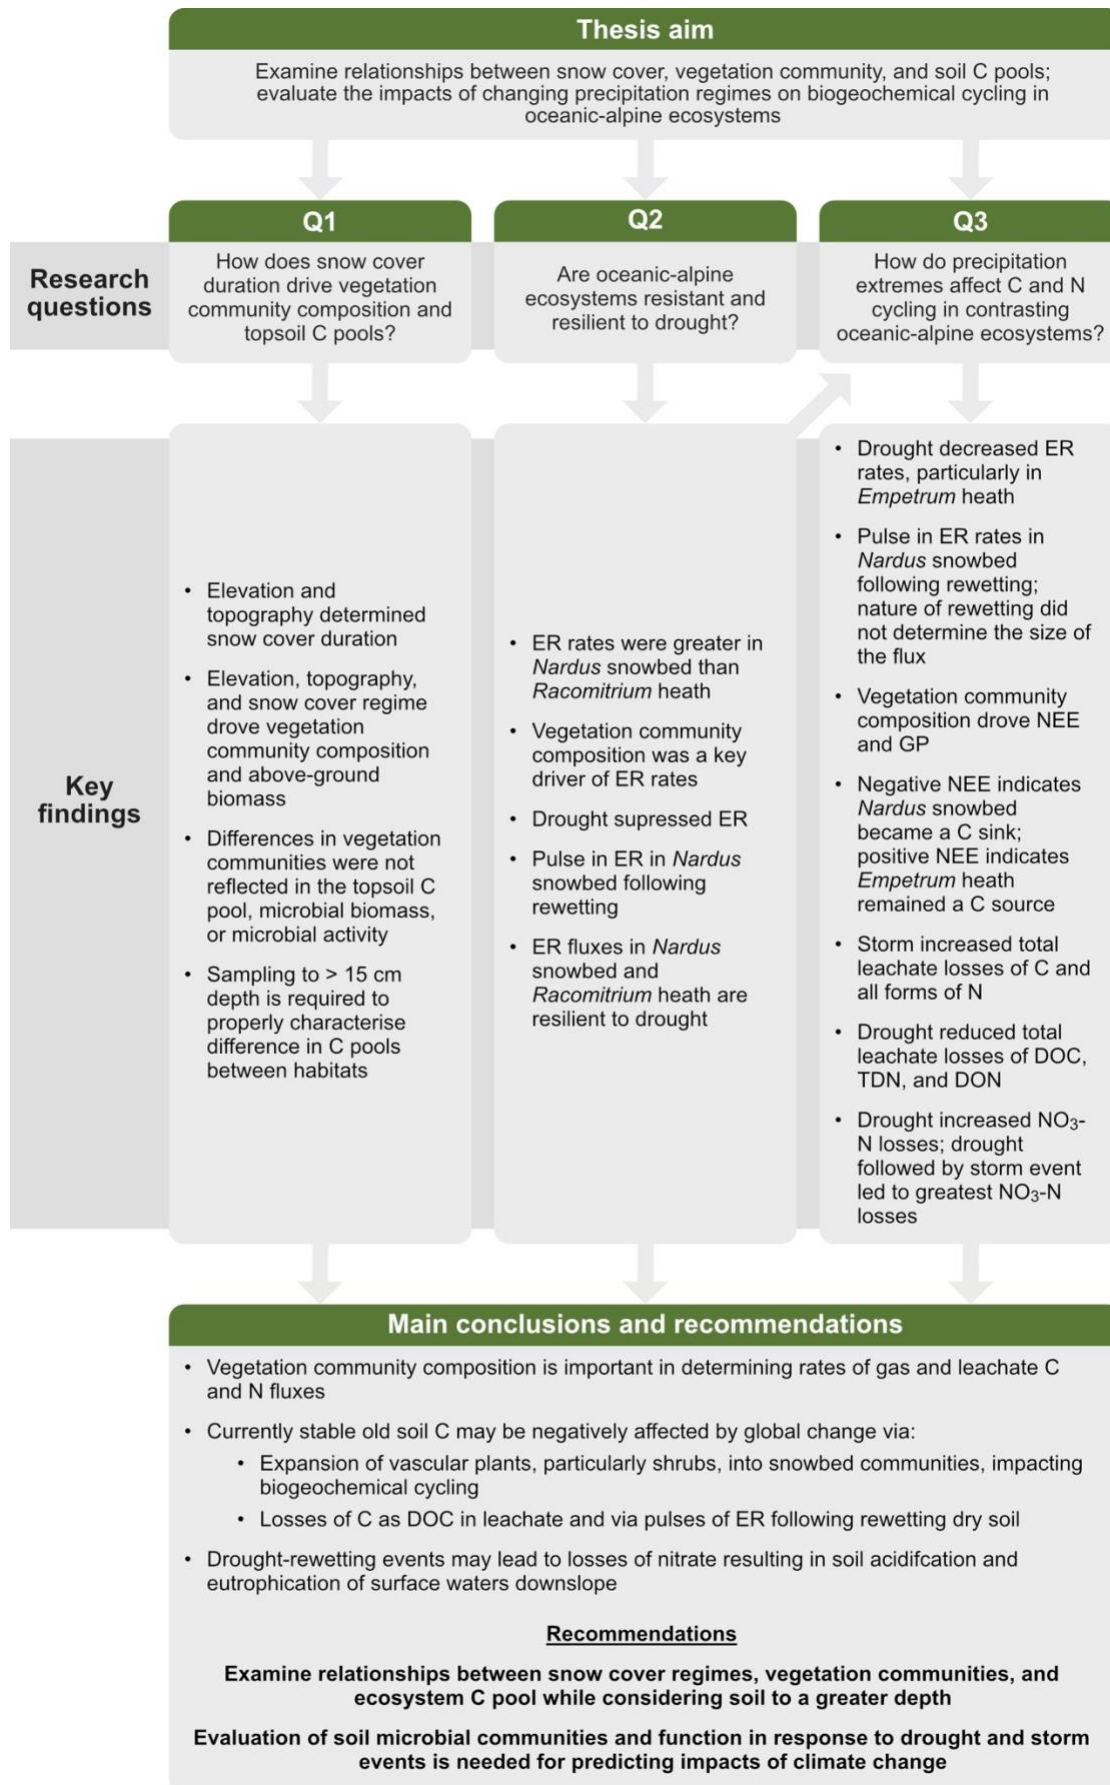 Thesis aim
Examine relationships between snow cover, vegetation community, and soil C pools;
evaluate the impacts of changing precipitation regimes on biogeochemical cycling in
oceanic-alpine ecosystems
Research
questions
Q1
How does snow cover
duration drive vegetation
community composition and
topsoil C pools?
Q2
Are oceanic-alpine
ecosystems resistant and
resilient to drought?
Q3
How do precipitation
extremes affect C and N
cycling in contrasting
oceanic-alpine ecosystems?
Key
findings
• Elevation and
topography determined
snow cover duration
• Elevation, topography,
and snow cover regime
drove vegetation
community composition
and above-ground
biomass
• Differences in vegetation
communities were not
reflected in the topsoil C
pool, microbial biomass,
or microbial activity
• Sampling to > 15 cm
depth is required to
properly characterise
difference in C pools
between habitats
• ER rates were greater in
Nardus snowbed than
Racomitrium heath
• Vegetation community
composition was a key
driver of ER rates
• Drought supressed ER
• Pulse in ER in Nardus
snowbed following
rewetting
• ER fluxes in Nardus
snowbed and
Racomitrium heath are
resilient to drought
• Drought decreased ER
rates, particularly in
Empetrum heath
• Pulse in ER rates in
Nardus snowbed
following rewetting;
nature of rewetting did
not determine the size of
the flux
• Vegetation community
composition drove NEE
and GP
• Negative NEE indicates
Nardus snowbed
became a C sink;
positive NEE indicates
Empetrum heath
remained a C source
• Storm increased total
leachate losses of C and
all forms of N
• Drought reduced total
leachate losses of DOC,
TDN, and DON
• Drought increased NO₃-
N losses; drought
followed by storm event
led to greatest NO₃-N
losses
Main conclusions and recommendations
• Vegetation community composition is important in determining rates of gas and leachate C
and N fluxes
• Currently stable old soil C may be negatively affected by global change via:
• Expansion of vascular plants, particularly shrubs, into snowbed communities, impacting
biogeochemical cycling
• Losses of C as DOC in leachate and via pulses of ER following rewetting dry soil
• Drought-rewetting events may lead to losses of nitrate resulting in soil acidifcation and
eutrophication of surface waters downslope
Recommendations
Examine relationships between snow cover regimes, vegetation communities, and
ecosystem C pool while considering soil to a greater depth
Evaluation of soil microbial communities and function in response to drought and storm
events is needed for predicting impacts of climate change